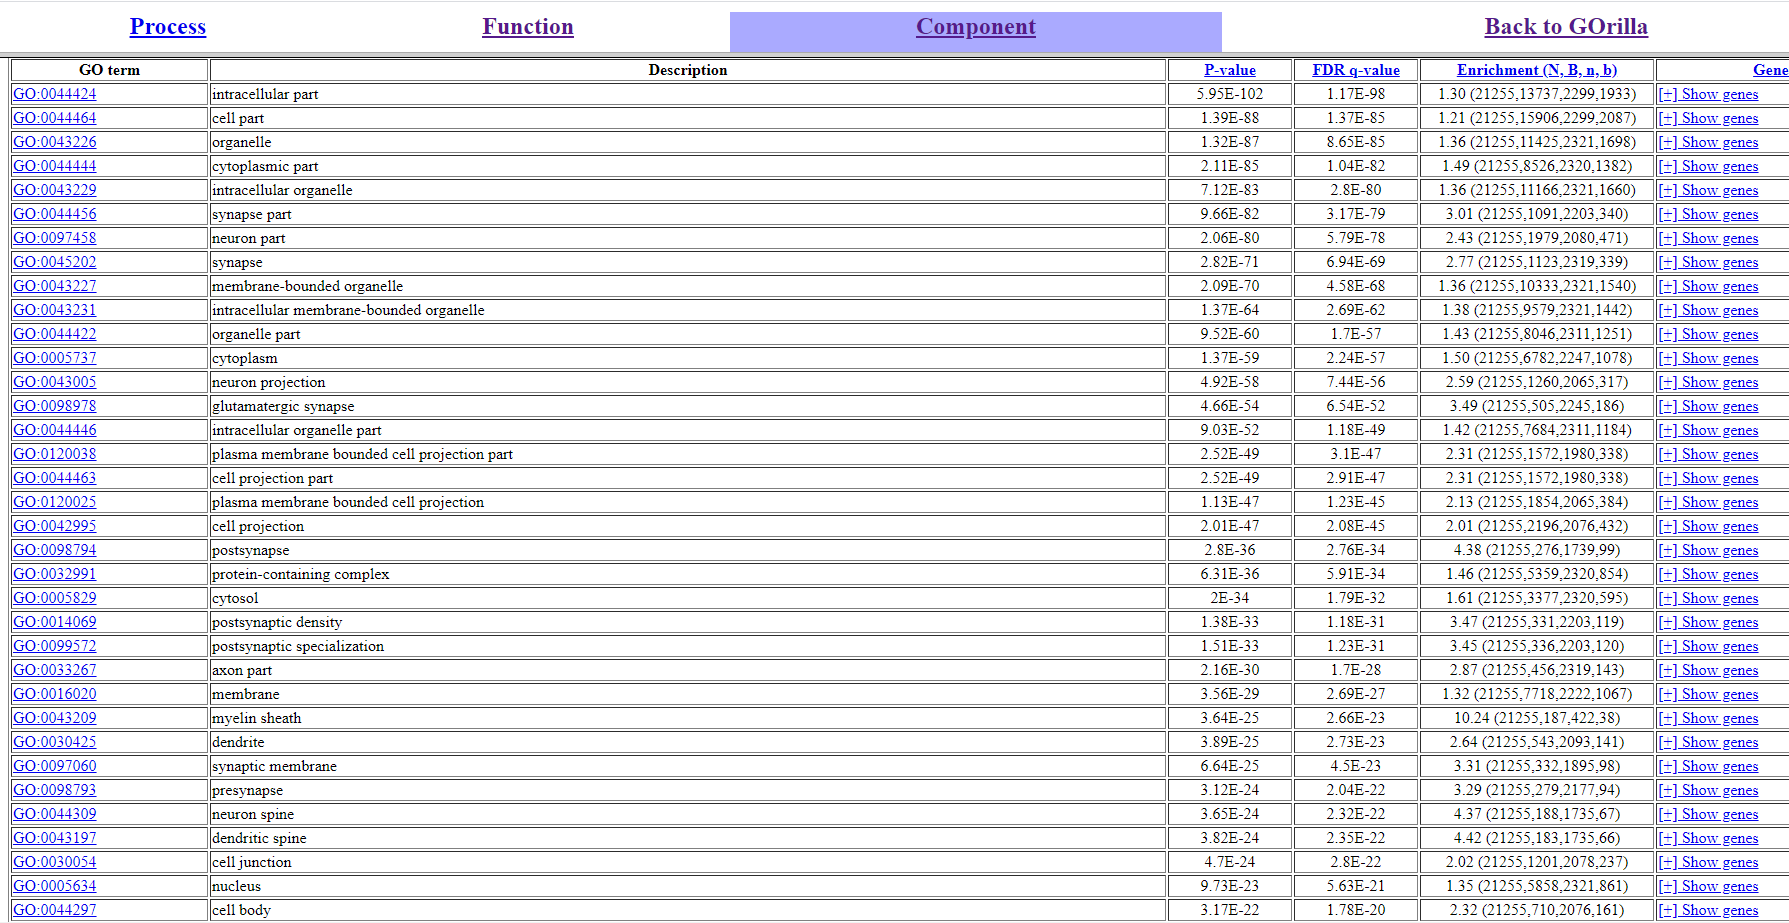 Process Function Component Back to GOrilla
GO term Description P-value FDR q-value Enrichment (N, B, n, b) Gene
GO:0044424 intracellular part 5.95E-102 1.17E-98 1.30 (21255,13737,2299,1933) [+] Show genes
GO:0044464 cell part 1.39E-88 1.37E-85 1.21 (21255,15906,2299,2087) [+] Show genes
GO:0043226 organelle 1.32E-87 8.65E-85 1.36 (21255,11425,2321,1698) [+] Show genes
GO:0044444 cytoplasmic part 2.11E-85 1.04E-82 1.49 (21255,8526,2320,1382) [+] Show genes
GO:0043229 intracellular organelle 7.12E-83 2.8E-80 1.36 (21255,11166,2321,1660) [+] Show genes
GO:0044456 synapse part 9.66E-82 3.17E-79 3.01 (21255,1091,2203,340) [+] Show genes
GO:0097458 neuron part 2.06E-80 5.79E-78 2.43 (21255,1979,2080,471) [+] Show genes
GO:0045202 synapse 2.82E-71 6.94E-69 2.77 (21255,1123,2319,339) [+] Show genes
GO:0043227 membrane-bounded organelle 2.09E-70 4.58E-68 1.36 (21255,10333,2321,1540) [+] Show genes
GO:0043231 intracellular membrane-bounded organelle 1.37E-64 2.69E-62 1.38 (21255,9579,2321,1442) [+] Show genes
GO:0044422 organelle part 9.52E-60 1.7E-57 1.43 (21255,8046,2311,1251) [+] Show genes
GO:0005737 cytoplasm 1.37E-59 2.24E-57 1.50 (21255,6782,2247,1078) [+] Show genes
GO:0043005 neuron projection 4.92E-58 7.44E-56 2.59 (21255,1260,2065,317) [+] Show genes
GO:0098978 glutamatergic synapse 4.66E-54 6.54E-52 3.49 (21255,505,2245,186) [+] Show genes
GO:0044446 intracellular organelle part 9.03E-52 1.18E-49 1.42 (21255,7684,2311,1184) [+] Show genes
GO:0120038 plasma membrane bounded cell projection part 2.52E-49 3.1E-47 2.31 (21255,1572,1980,338) [+] Show genes
GO:0044463 cell projection part 2.52E-49 2.91E-47 2.31 (21255,1572,1980,338) [+] Show genes
GO:0120025 plasma membrane bounded cell projection 1.13E-47 1.23E-45 2.13 (21255,1854,2065,384) [+] Show genes
GO:0042995 cell projection 2.01E-47 2.08E-45 2.01 (21255,2196,2076,432) [+] Show genes
GO:0098794 postsynapse 2.8E-36 2.76E-34 4.38 (21255,276,1739,99) [+] Show genes
GO:0032991 protein-containing complex 6.31E-36 5.91E-34 1.46 (21255,5359,2320,854) [+] Show genes
GO:0005829 cytosol 2E-34 1.79E-32 1.61 (21255,3377,2320,595) [+] Show genes
GO:0014069 postsynaptic density 1.38E-33 1.18E-31 3.47 (21255,331,2203,119) [+] Show genes
GO:0099572 postsynaptic specialization 1.51E-33 1.23E-31 3.45 (21255,336,2203,120) [+] Show genes
GO:0033267 axon part 2.16E-30 1.7E-28 2.87 (21255,456,2319,143) [+] Show genes
GO:0016020 membrane 3.56E-29 2.69E-27 1.32 (21255,7718,2222,1067) [+] Show genes
GO:0043209 myelin sheath 3.64E-25 2.66E-23 10.24 (21255,187,422,38) [+] Show genes
GO:0030425 dendrite 3.89E-25 2.73E-23 2.64 (21255,543,2093,141) [+] Show genes
GO:0097060 synaptic membrane 6.64E-25 4.5E-23 3.31 (21255,332,1895,98) [+] Show genes
GO:0098793 presynapse 3.12E-24 2.04E-22 3.29 (21255,279,2177,94) [+] Show genes
GO:0044309 neuron spine 3.65E-24 2.32E-22 4.37 (21255,188,1735,67) [+] Show genes
GO:0043197 dendritic spine 3.82E-24 2.35E-22 4.42 (21255,183,1735,66) [+] Show genes
GO:0030054 cell junction 4.7E-24 2.8E-22 2.02 (21255,1201,2078,237) [+] Show genes
GO:0005634 nucleus 9.73E-23 5.63E-21 1.35 (21255,5858,2321,861) [+] Show genes
GO:0044297 cell body 3.17E-22 1.78E-20 2.32 (21255,710,2076,161) [+] Show genes